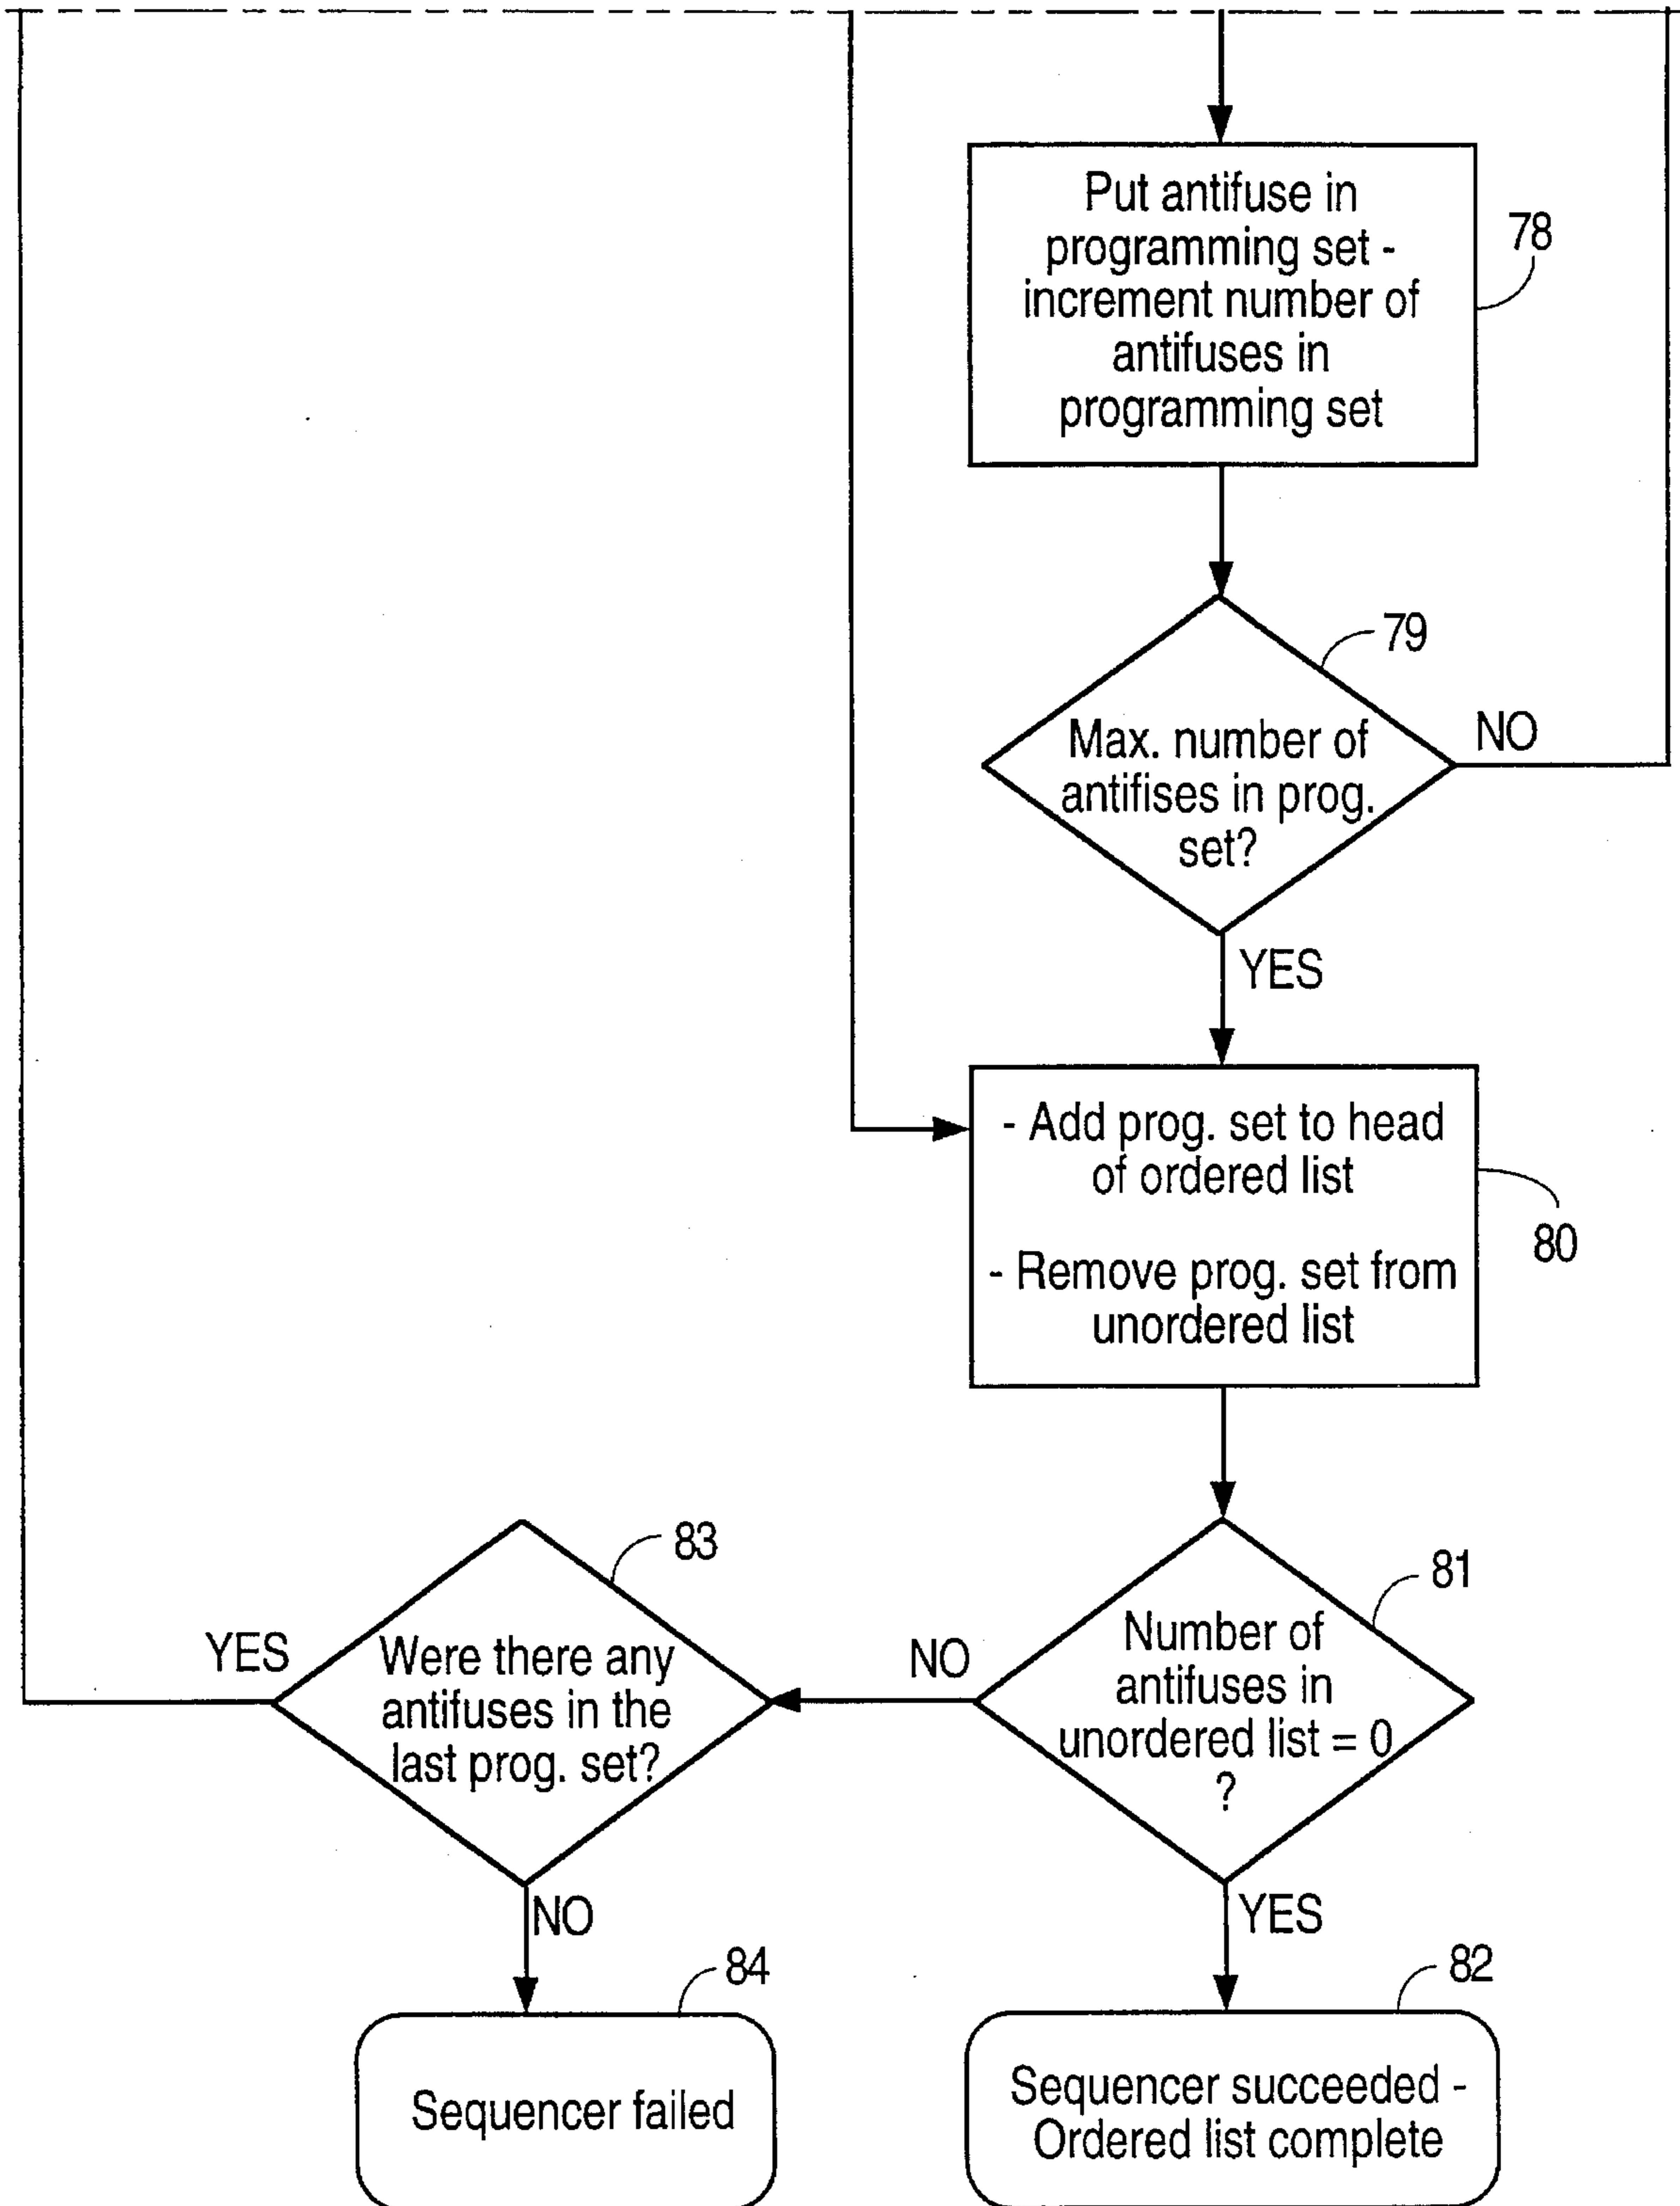 Put antifuse in
programming set -
increment number of
antifuses in
programming set
78
79
Max. number of
antifises in prog.
set?
NO
YES
- Add prog. set to head
of ordered list
- Remove prog. set from
unordered list
80
83
81
YES
Were there any
antifuses in the
last prog. set?
NO
Number of
antifuses in
unordered list = 0
?
NO
YES
84
82
Sequencer failed
Sequencer succeeded -
Ordered list complete